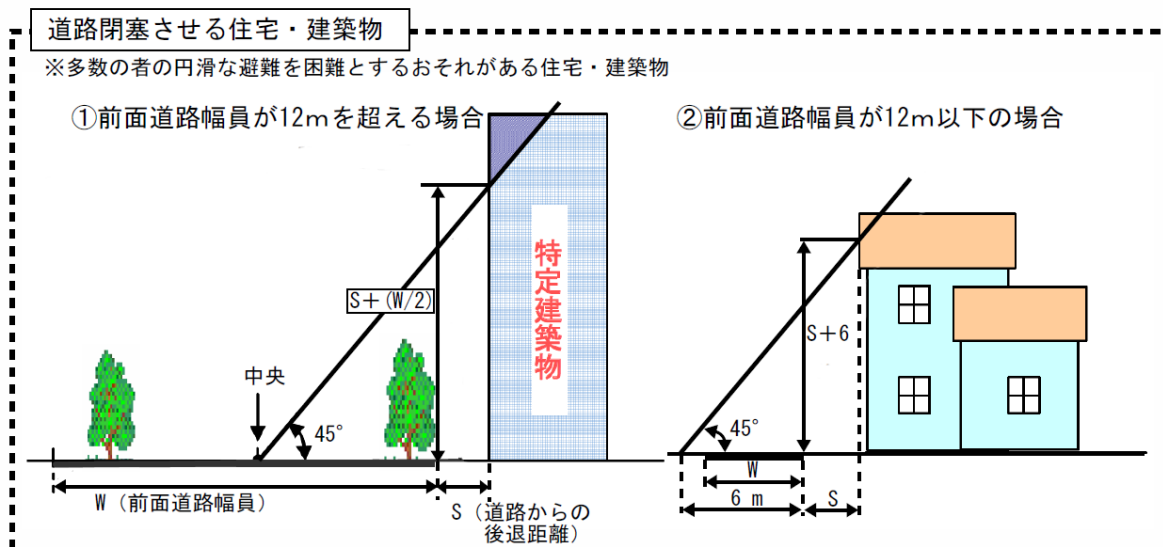 道路閉塞させる住宅・建築物
※多数の者の円滑な避難を困難とするおそれがある住宅・建築物
①前面道路幅員が12mを超える場合
S+(W/2)
特定建築物
中央
45°
W(前面道路幅員)
S(道路からの
後退距離)
②前面道路幅員が12m以下の場合
S+6
45°
W
6 m
S